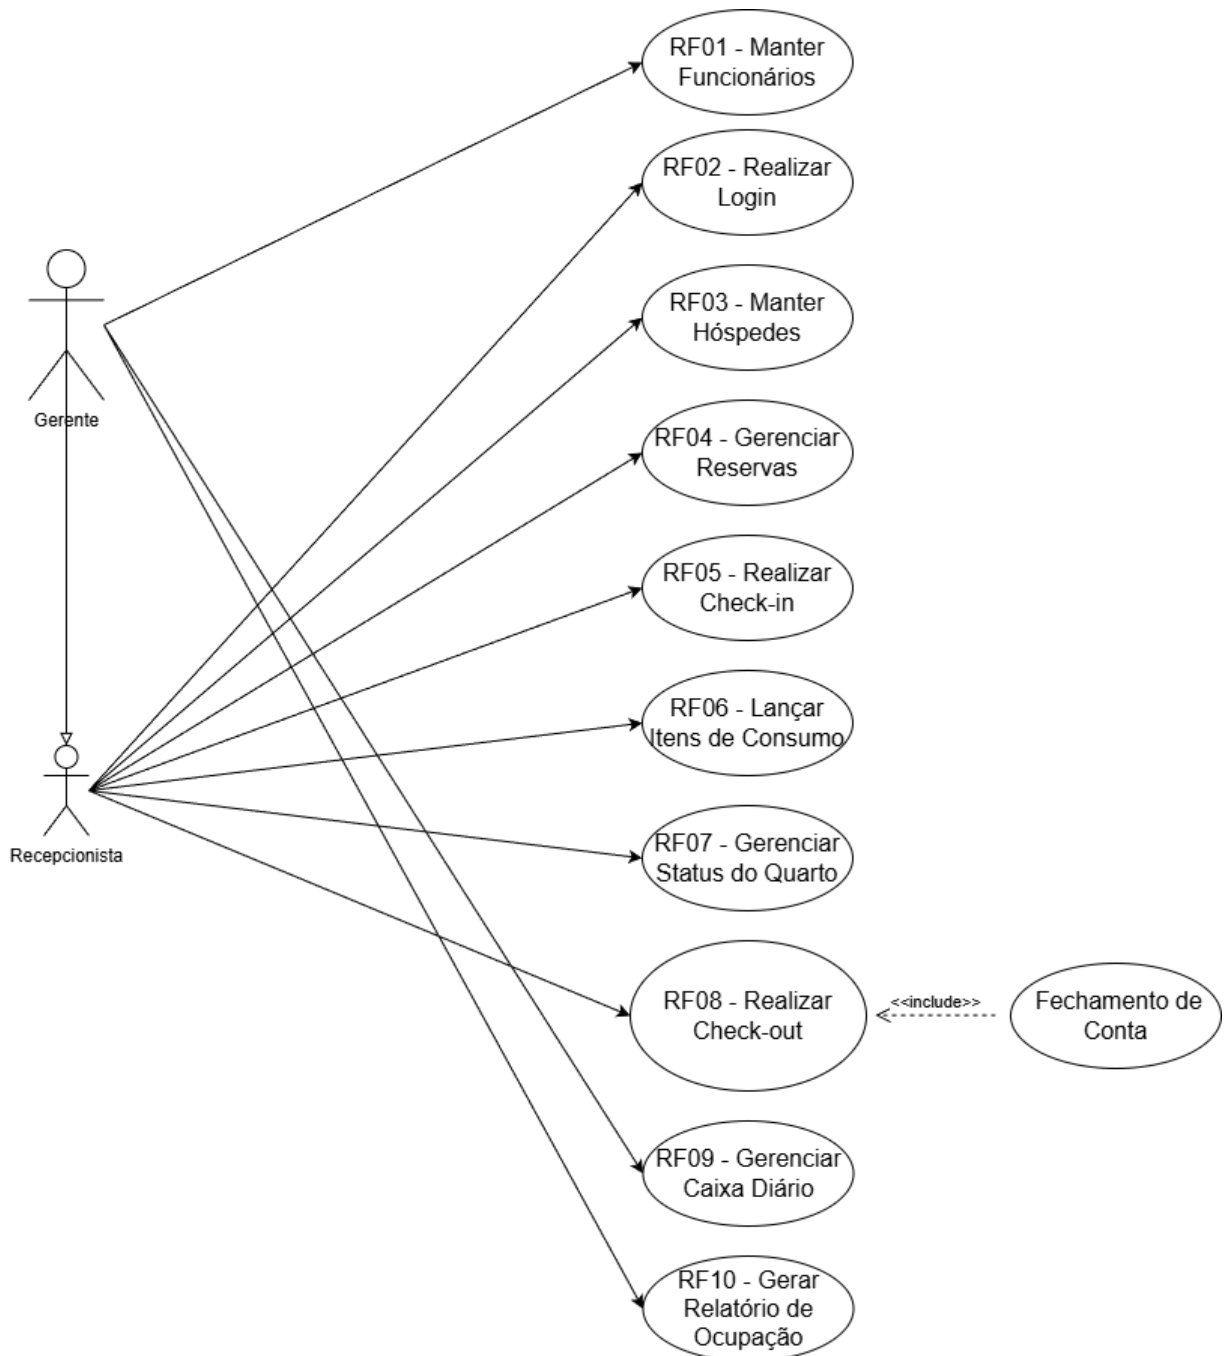 RF01 - Manter
Funcionários
RF02 - Realizar
Login
RF03 - Manter
Hóspedes
Gerente
RF04 - Gerenciar
Reservas
RF05 - Realizar
Check-in
RF06 - Lançar
Itens de Consumo
Recepcionista
RF07 - Gerenciar
Status do Quarto
RF08 - Realizar
Check-out
<<include>>
Fechamento de
Conta
RF09 - Gerenciar
Caixa Diário
RF10 - Gerar
Relatório de
Ocupação